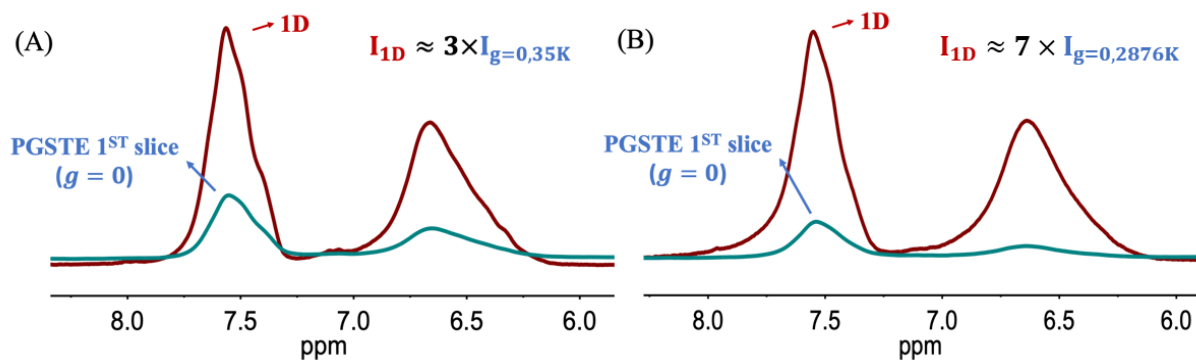 (A)
1D
I1D ≈ 3×Ig=0,35K
PGSTE 1ST slice
(g = 0)
8.0 7.5 7.0 6.5 6.0
ppm
(B)
1D
I1D ≈ 7 × Ig=0,2876K
PGSTE 1ST slice
(g = 0)
8.0 7.5 7.0 6.5 6.0
ppm